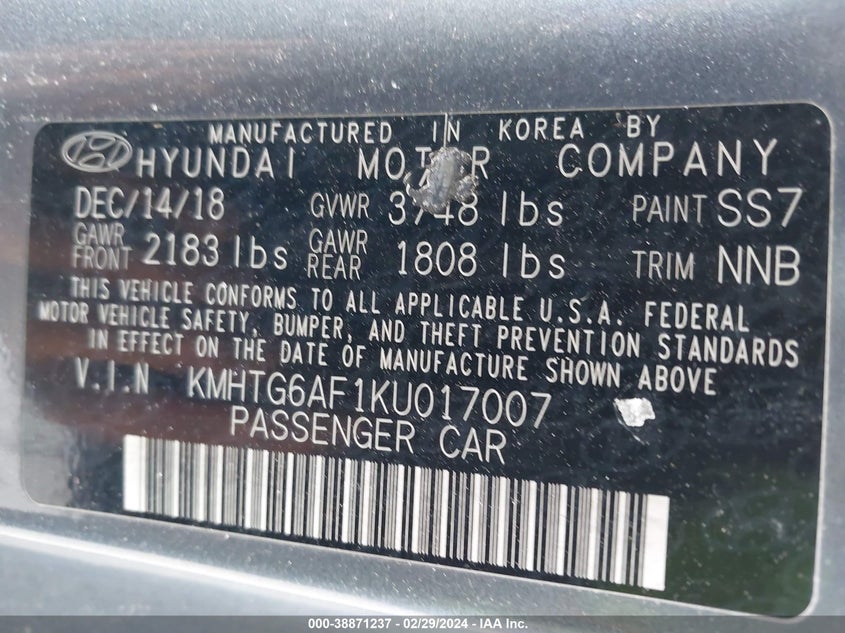 MANUFACTURED IN KOREA BY
HYUNDAI MOTOR COMPANY
DEC/14/18 GVWR 3748 lbs PAINT SS7
GAWR FRONT 2183 lbs GAWR REAR 1808 lbs TRIM NNB
THIS VEHICLE CONFORMS TO ALL APPLICABLE U.S.A. FEDERAL
MOTOR VEHICLE SAFETY, BUMPER, AND THEFT PREVENTION STANDARDS
IN EFFECT ON THE DATE OF MANUFACTURE SHOWN ABOVE
V.I.N KMHTG6AF1KU017007
PASSENGER CAR
000-38871237 - 02/29/2024 - IAA Inc.